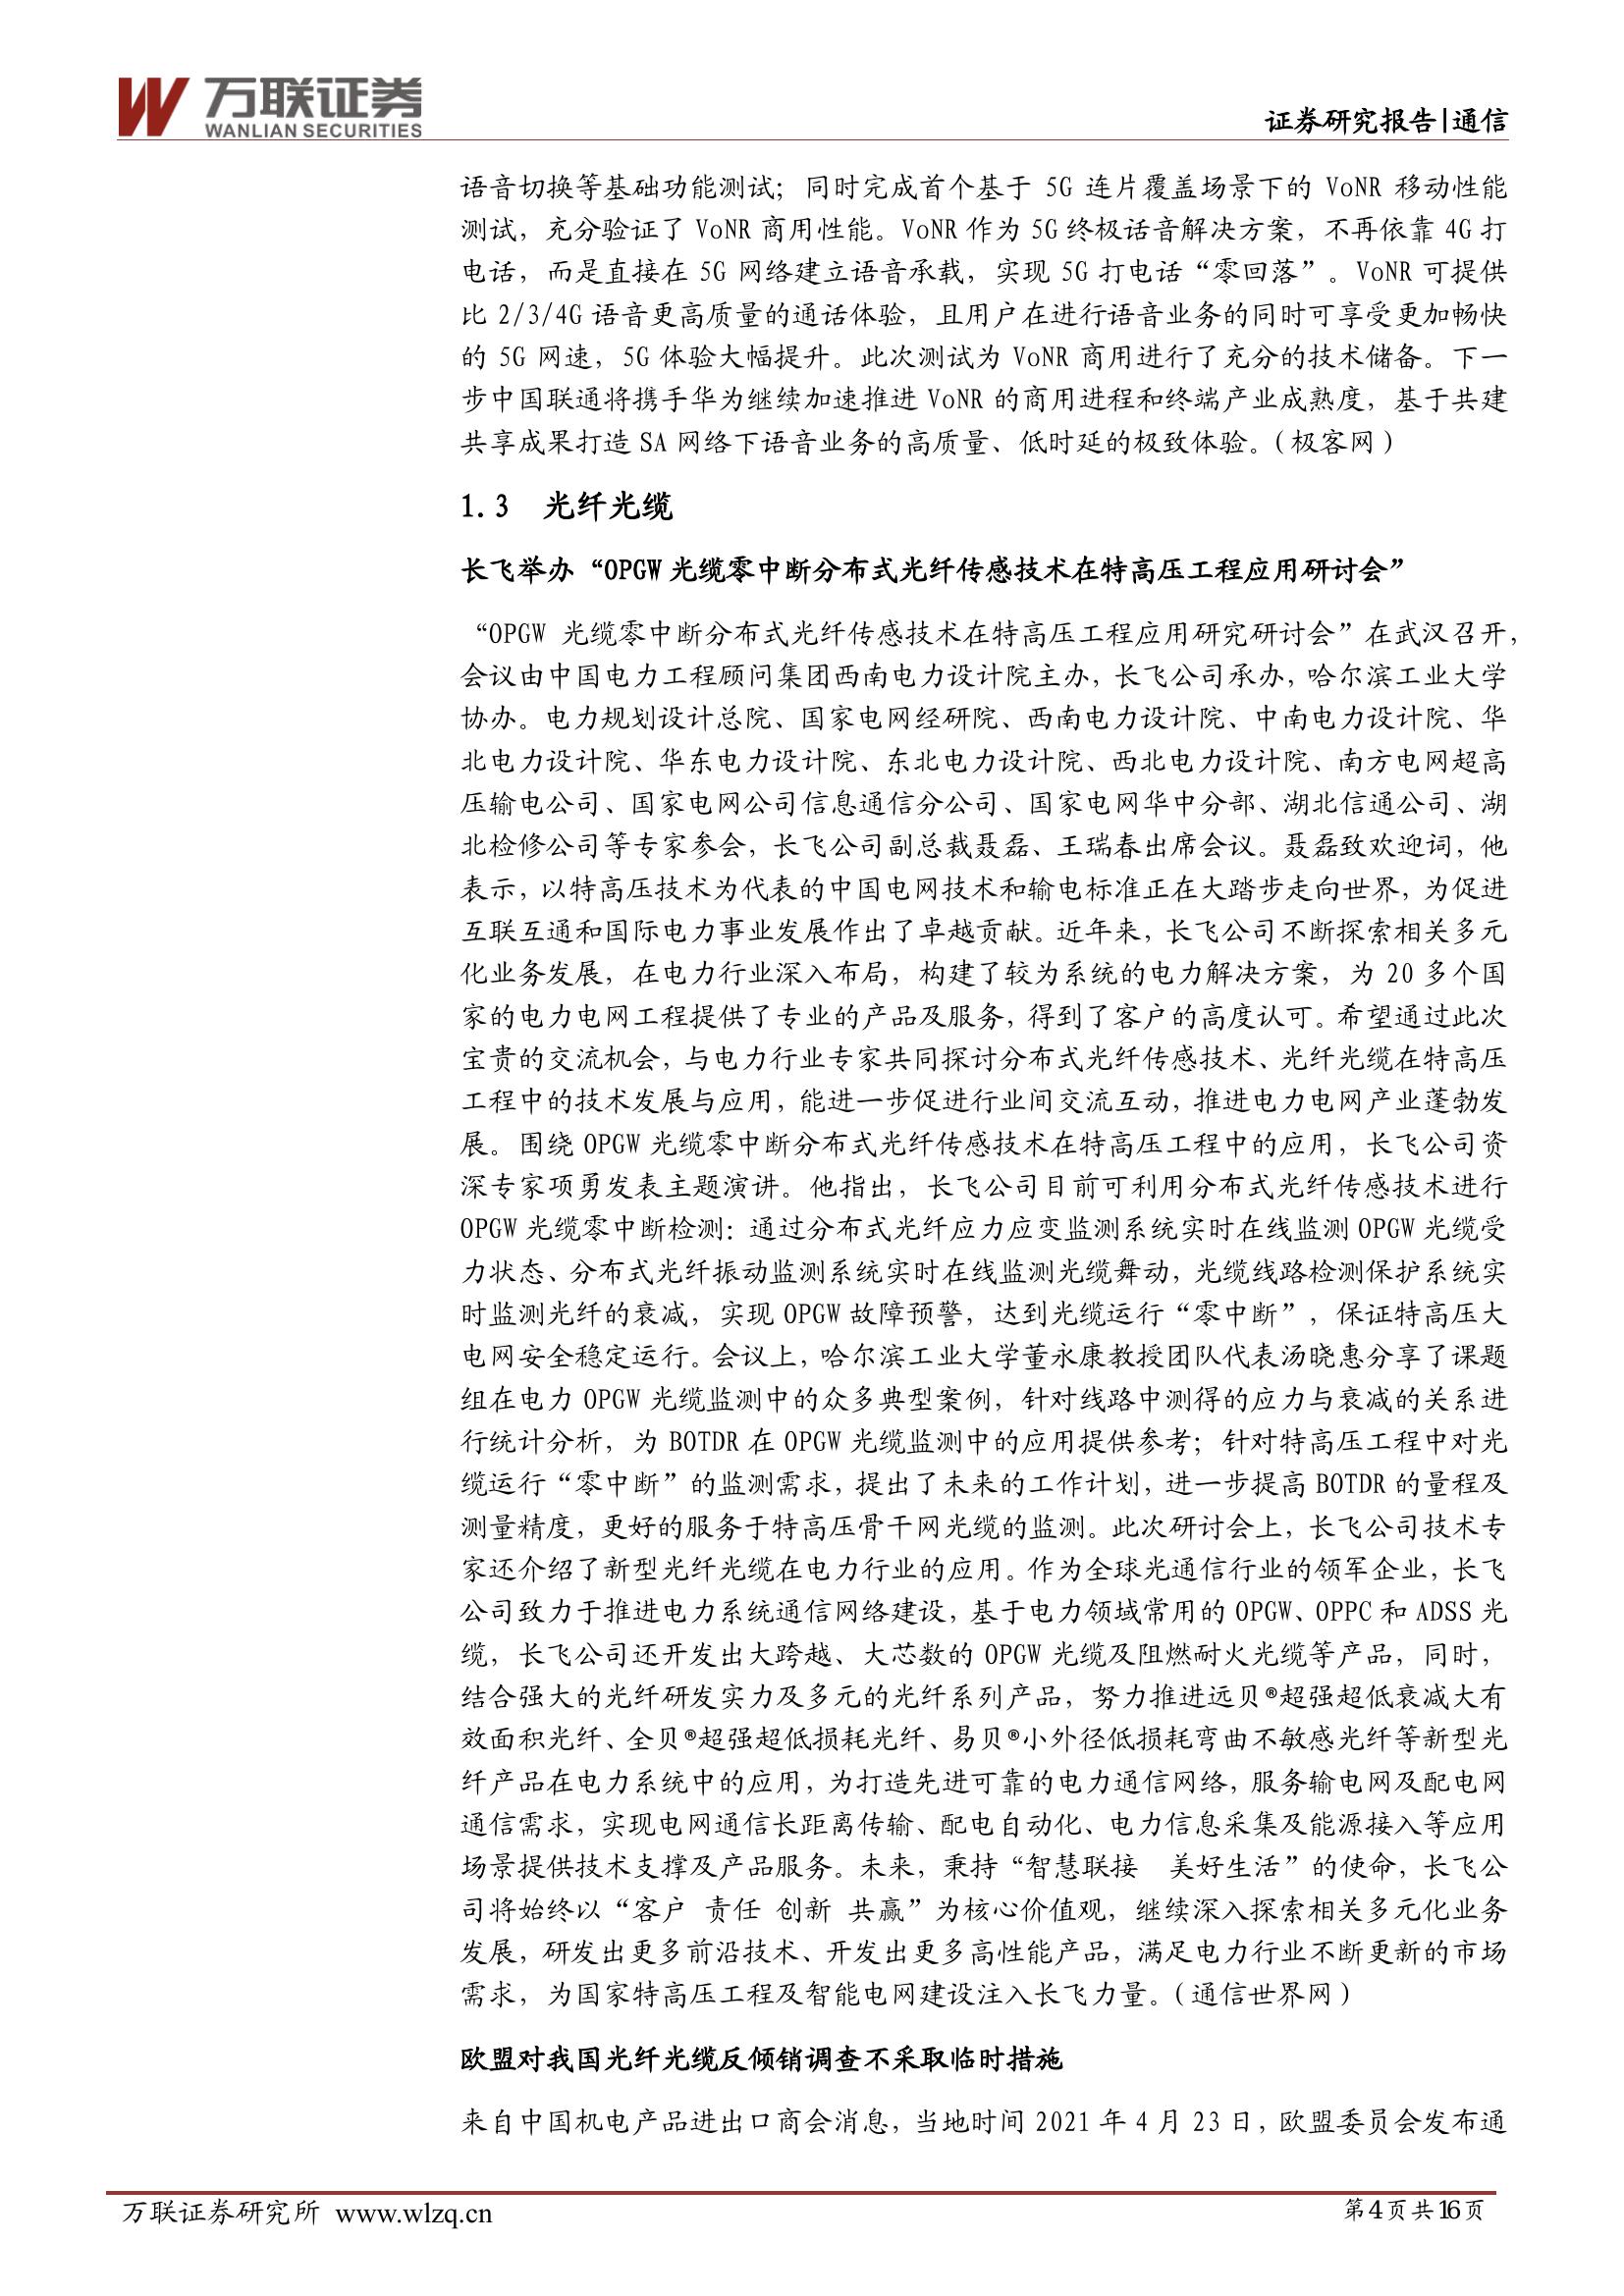 万联证券
WANLIAN SECURITIES
证券研究报告|通信
语音切换等基础功能测试；同时完成首个基于 5G 连片覆盖场景下的 VoNR 移动性能
测试，充分验证了 VoNR 商用性能。VoNR 作为 5G 终极话音解决方案，不再依靠 4G 打
电话，而是直接在 5G 网络建立语音承载，实现 5G 打电话“零回落”。VoNR 可提供
比 2/3/4G 语音更高质量的通话体验，且用户在进行语音业务的同时可享受更加畅快
的 5G 网速，5G 体验大幅提升。此次测试为 VoNR 商用进行了充分的技术储备。下一
步中国联通将携手华为继续加速推进 VoNR 的商用进程和终端产业成熟度，基于共建
共享成果打造 SA 网络下语音业务的高质量、低时延的极致体验。（极客网）
1.3 光纤光缆
长飞举办“OPGW 光缆零中断分布式光纤传感技术在特高压工程应用研讨会”
“OPGW 光缆零中断分布式光纤传感技术在特高压工程应用研究研讨会”在武汉召开，
会议由中国电力工程顾问集团西南电力设计院主办，长飞公司承办，哈尔滨工业大学
协办。电力规划设计总院、国家电网经研院、西南电力设计院、中南电力设计院、华
北电力设计院、华东电力设计院、东北电力设计院、西北电力设计院、南方电网超高
压输电公司、国家电网公司信息通信分公司、国家电网华中分部、湖北信通公司、湖
北检修公司等专家参会，长飞公司副总裁聂磊、王瑞春出席会议。聂磊致欢迎词，他
表示，以特高压技术为代表的中国电网技术和输电标准正在大踏步走向世界，为促进
互联互通和国际电力事业发展作出了卓越贡献。近年来，长飞公司不断探索相关多元
化业务发展，在电力行业深入布局，构建了较为系统的电力解决方案，为 20 多个国
家的电力电网工程提供了专业的产品及服务，得到了客户的高度认可。希望通过此次
宝贵的交流机会，与电力行业专家共同探讨分布式光纤传感技术、光纤光缆在特高压
工程中的技术发展与应用，能进一步促进行业间交流互动，推进电力电网产业蓬勃发
展。围绕 OPGW 光缆零中断分布式光纤传感技术在特高压工程中的应用，长飞公司资
深专家项勇发表主题演讲。他指出，长飞公司目前可利用分布式光纤传感技术进行
OPGW 光缆零中断检测：通过分布式光纤应力应变监测系统实时在线监测 OPGW 光缆受
力状态、分布式光纤振动监测系统实时在线监测光缆舞动，光缆线路检测保护系统实
时监测光纤的衰减，实现 OPGW 故障预警，达到光缆运行“零中断”，保证特高压大
电网安全稳定运行。会议上，哈尔滨工业大学董永康教授团队代表汤晓惠分享了课题
组在电力 OPGW 光缆监测中的众多典型案例，针对线路中测得的应力与衰减的关系进
行统计分析，为 BOTDR 在 OPGW 光缆监测中的应用提供参考；针对特高压工程中对光
缆运行“零中断”的监测需求，提出了未来的工作计划，进一步提高 BOTDR 的量程及
测量精度，更好的服务于特高压骨干网光缆的监测。此次研讨会上，长飞公司技术专
家还介绍了新型光纤光缆在电力行业的应用。作为全球光通信行业的领军企业，长飞
公司致力于推进电力系统通信网络建设，基于电力领域常用的 OPGW、OPPC 和 ADSS 光
缆，长飞公司还开发出大跨越、大芯数的 OPGW 光缆及阻燃耐火光缆等产品，同时，
结合强大的光纤研发实力及多元的光纤系列产品，努力推进远贝®超强超低衰减大有
效面积光纤、全贝®超强超低损耗光纤、易贝®小外径低损耗弯曲不敏感光纤等新型光
纤产品在电力系统中的应用，为打造先进可靠的电力通信网络，服务输电网及配电网
通信需求，实现电网通信长距离传输、配电自动化、电力信息采集及能源接入等应用
场景提供技术支撑及产品服务。未来，秉持“智慧联接　美好生活”的使命，长飞公
司将始终以“客户 责任 创新 共赢”为核心价值观，继续深入探索相关多元化业务
发展，研发出更多前沿技术、开发出更多高性能产品，满足电力行业不断更新的市场
需求，为国家特高压工程及智能电网建设注入长飞力量。（通信世界网）
欧盟对我国光纤光缆反倾销调查不采取临时措施
来自中国机电产品进出口商会消息，当地时间 2021 年 4 月 23 日，欧盟委员会发布通
万联证券研究所 www.wlzq.cn
第 4 页 共 16 页